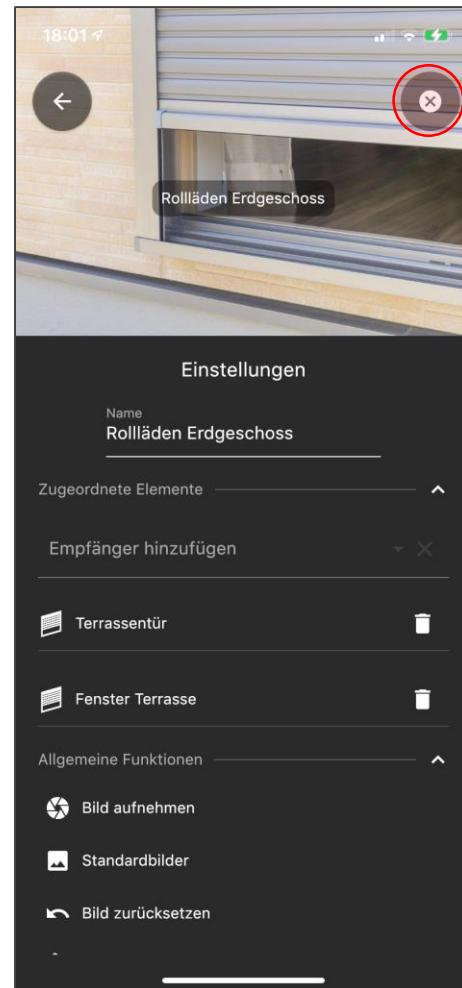 18:01
Rollläden Erdgeschoss
Einstellungen
Name
Rollläden Erdgeschoss
Zugeordnete Elemente
Empfänger hinzufügen
Terrassentür
Fenster Terrasse
Allgemeine Funktionen
Bild aufnehmen
Standardbilder
Bild zurücksetzen